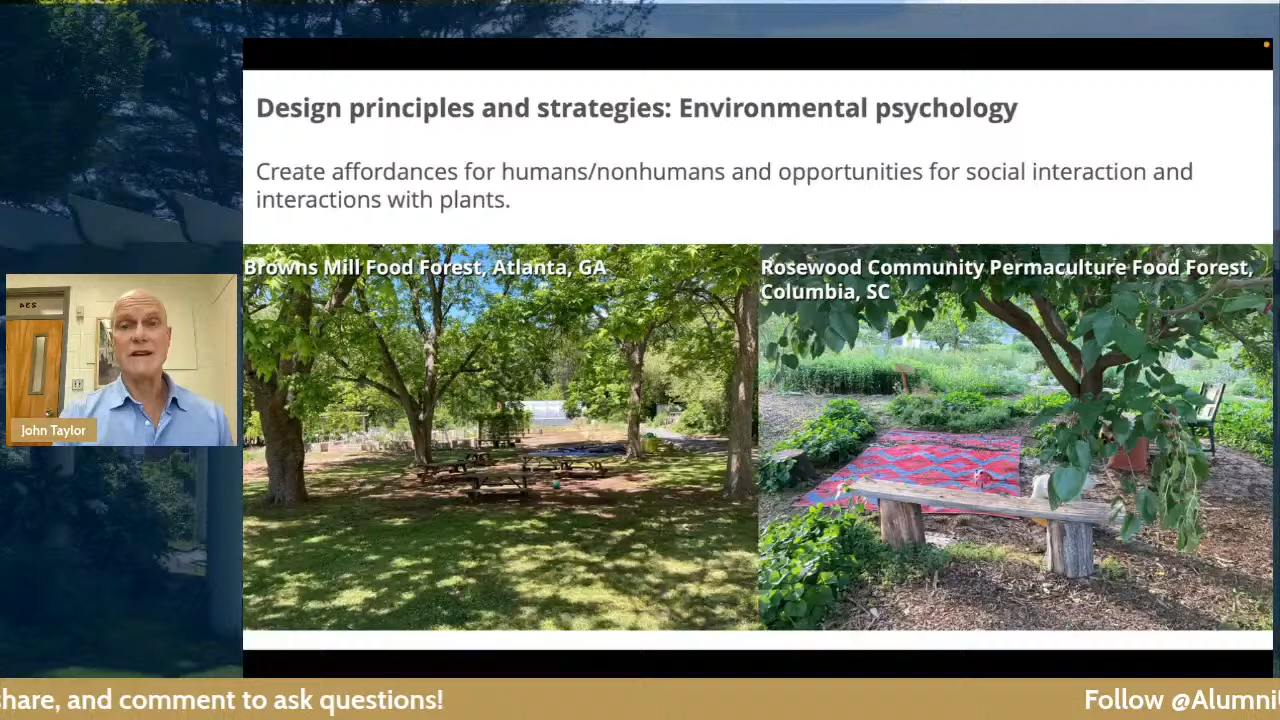 Design principles and strategies: Environmental psychology
Create affordances for humans/nonhumans and opportunities for social interaction and
interactions with plants.
Browns Mill Food Forest, Atlanta, GA
Rosewood Community Permaculture Food Forest,
Columbia, SC
John Taylor
share, and comment to ask questions!
Follow @Alumni